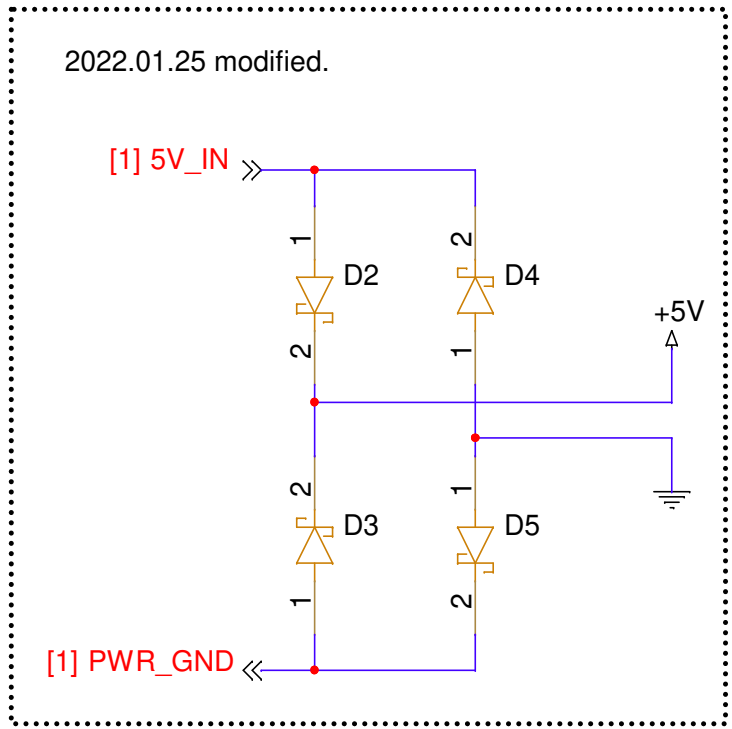 2022.01.25 modified.
[1] 5V_IN
1
2
D2
D4
+5V
2
1
2
1
D3
D5
1
2
[1] PWR_GND